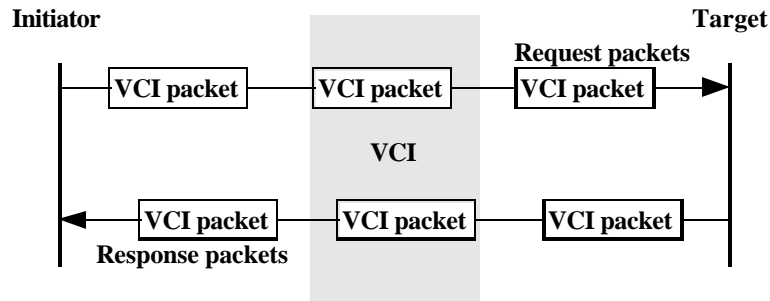 Initiator
Target
Request packets
VCI packet VCI packet VCI packet
VCI
VCI packet VCI packet VCI packet
Response packets